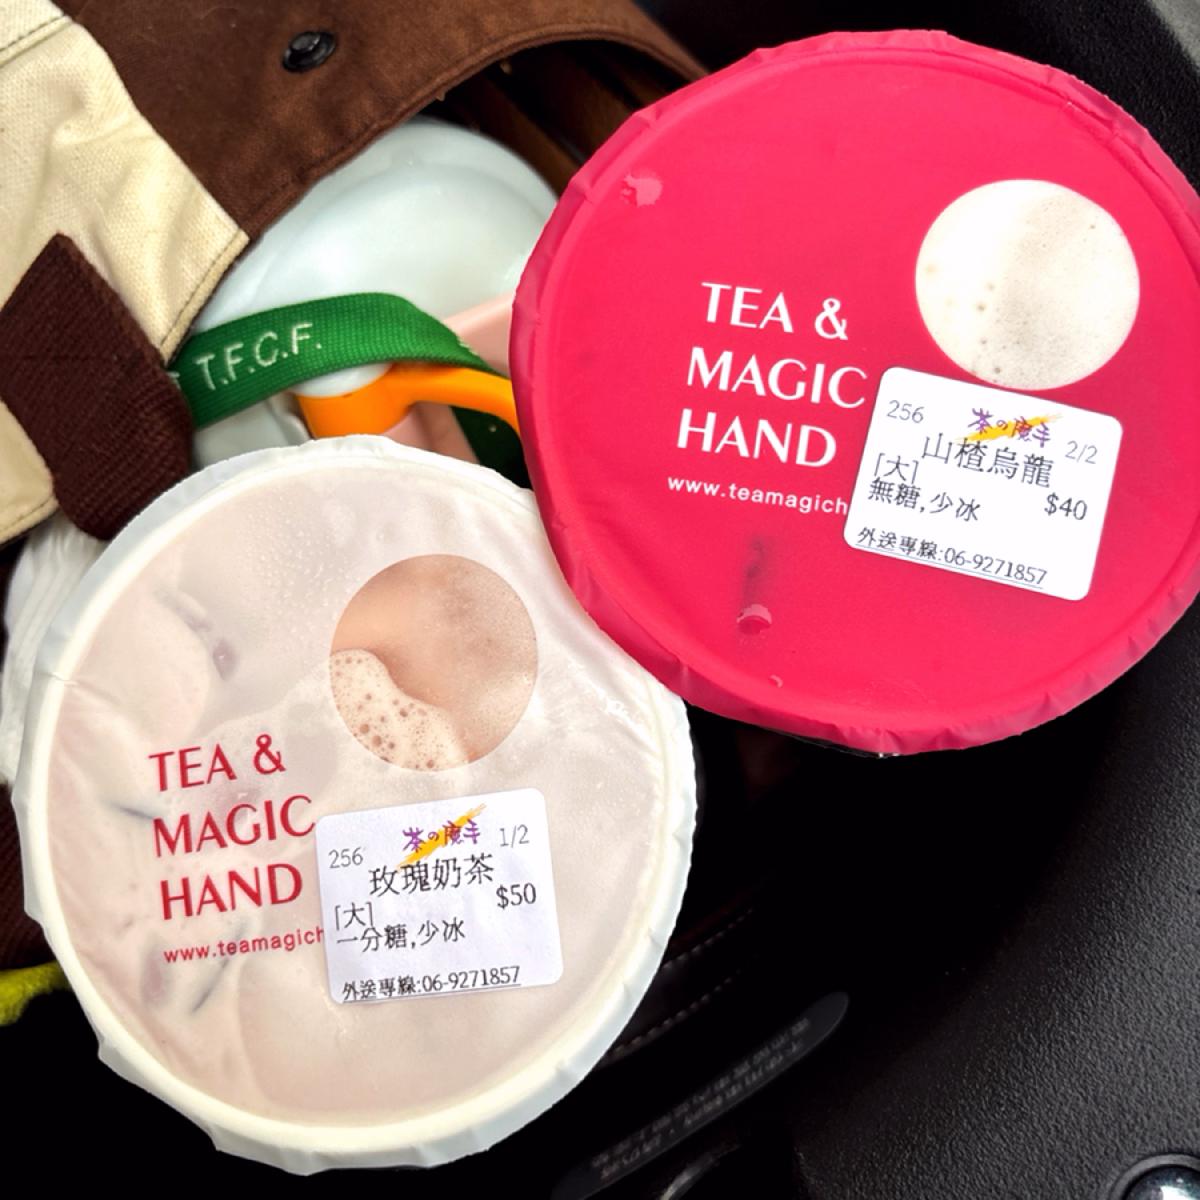 T.F.C.F.
TEA &
MAGIC
HAND
www.teamagich
256
茶の魔手
2/2
山楂烏龍
[大]
$40
無糖,少冰
外送專線:06-9271857
TEA &
MAGIC
HAND
www.teamagich
256
茶の魔手
1/2
玫瑰奶茶
[大]
$50
一分糖,少冰
外送專線:06-9271857